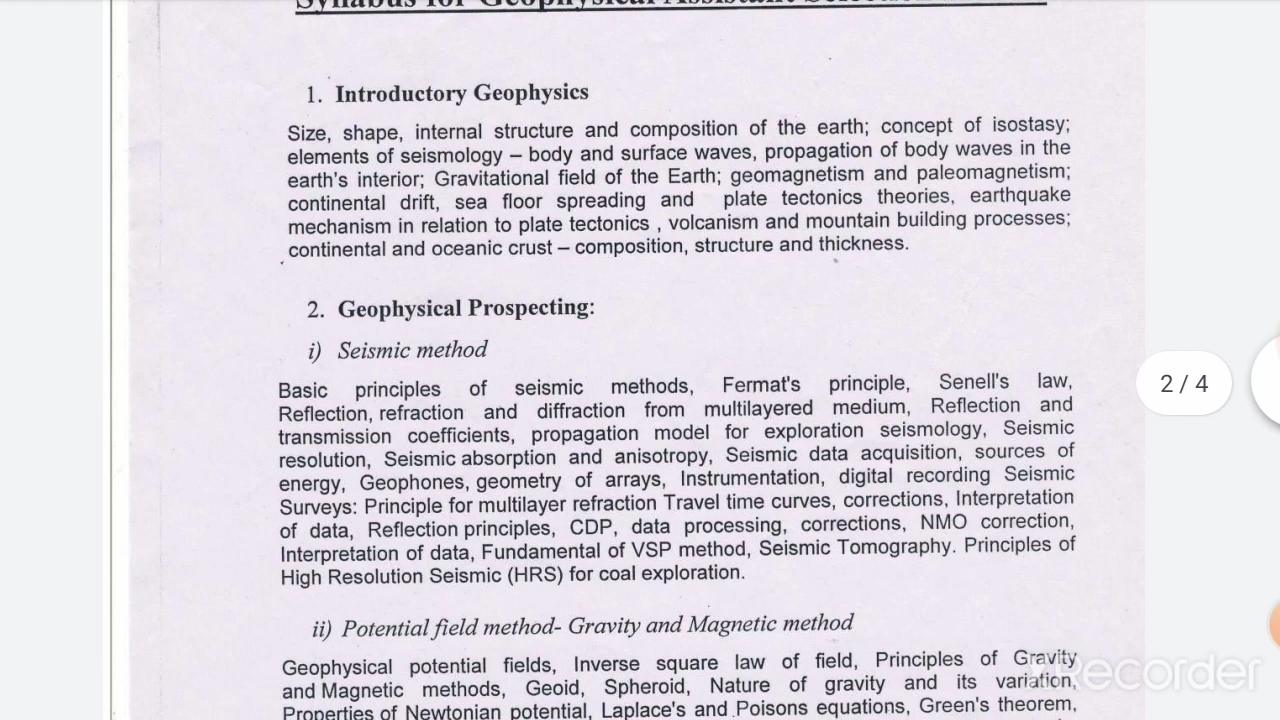 Syllabus for Geophysical Assistant
1. Introductory Geophysics
Size, shape, internal structure and composition of the earth; concept of isostasy;
elements of seismology – body and surface waves, propagation of body waves in the
earth's interior; Gravitational field of the Earth; geomagnetism and paleomagnetism;
continental drift, sea floor spreading and plate tectonics theories, earthquake
mechanism in relation to plate tectonics , volcanism and mountain building processes;
continental and oceanic crust – composition, structure and thickness.
2. Geophysical Prospecting:
i) Seismic method
Basic principles of seismic methods, Fermat's principle, Senell's law,
Reflection, refraction and diffraction from multilayered medium, Reflection and
transmission coefficients, propagation model for exploration seismology, Seismic
resolution, Seismic absorption and anisotropy, Seismic data acquisition, sources of
energy, Geophones, geometry of arrays, Instrumentation, digital recording Seismic
Surveys: Principle for multilayer refraction Travel time curves, corrections, Interpretation
of data, Reflection principles, CDP, data processing, corrections, NMO correction,
Interpretation of data, Fundamental of VSP method, Seismic Tomography. Principles of
High Resolution Seismic (HRS) for coal exploration.
2 / 4
ii) Potential field method- Gravity and Magnetic method
Geophysical potential fields, Inverse square law of field, Principles of Gravity
and Magnetic methods, Geoid, Spheroid, Nature of gravity and its variation,
Properties of Newtonian potential, Laplace's and Poisons equations, Green's theorem,
Recorder